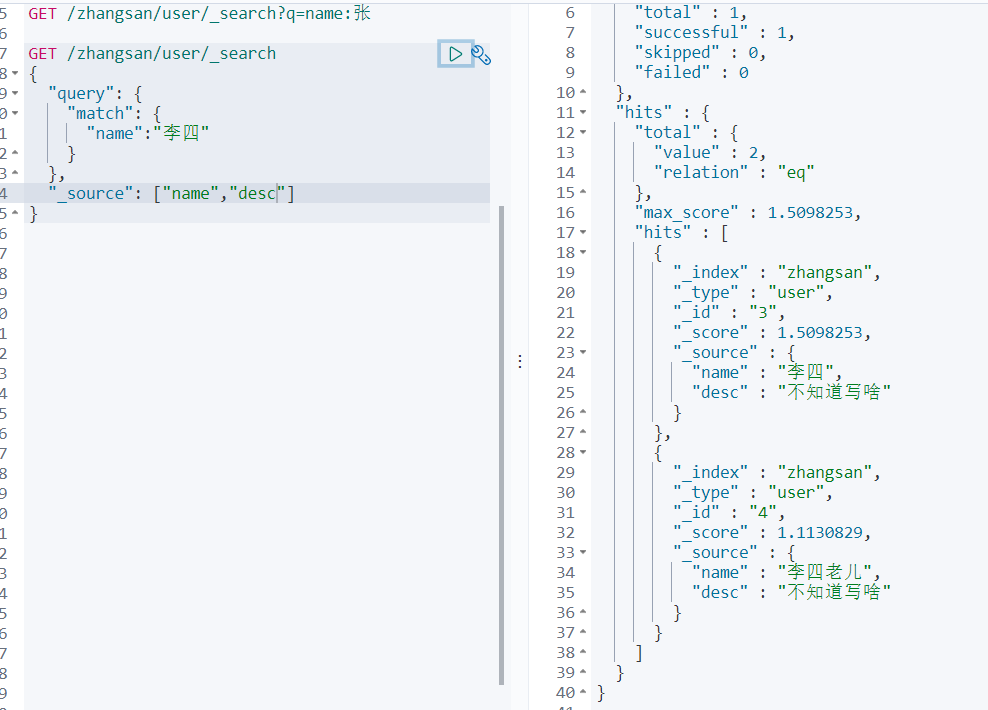 5 GET /zhangsan/user/_search?q=name:张
6
7 GET /zhangsan/user/_search
8 {
9 "query": {
0 "match": {
1 "name":"李四"
2 }
3 },
4 "_source": ["name","desc"]
5 }
6
7
8
9
0
1
2
3
4
5
6
7
8
9
0
1
2
3
4
5
6
7
8
9
6 "total" : 1,
7 "successful" : 1,
8 "skipped" : 0,
9 "failed" : 0
10 },
11 "hits" : {
12 "total" : {
13 "value" : 2,
14 "relation" : "eq"
15 },
16 "max_score" : 1.5098253,
17 "hits" : [
18 {
19 "_index" : "zhangsan",
20 "_type" : "user",
21 "_id" : "3",
22 "_score" : 1.5098253,
23 "_source" : {
24 "name" : "李四",
25 "desc" : "不知道写啥"
26 }
27 },
28 {
29 "_index" : "zhangsan",
30 "_type" : "user",
31 "_id" : "4",
32 "_score" : 1.1130829,
33 "_source" : {
34 "name" : "李四老儿",
35 "desc" : "不知道写啥"
36 }
37 }
38 ]
39 }
40 }